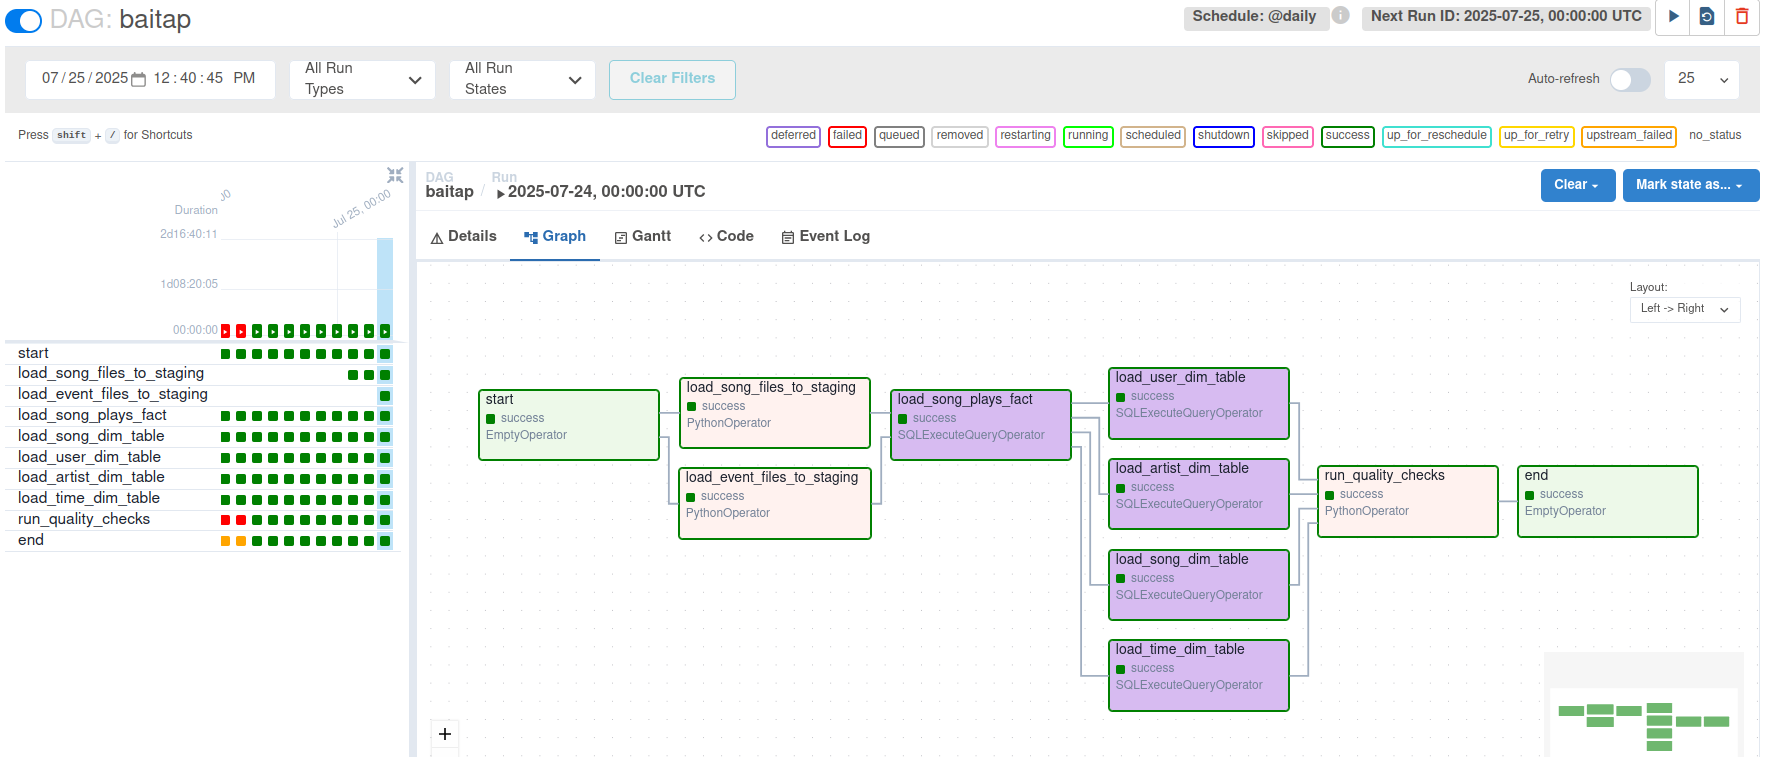 DAG: baitap
Schedule: @daily
Next Run ID: 2025-07-25, 00:00:00 UTC
07/25/2025 12:40:45 PM
All Run Types
All Run States
Clear Filters
Auto-refresh
25
Press shift + / for Shortcuts
deferred failed queued removed restarting running scheduled shutdown skipped success up_for_reschedule up_for_retry upstream_failed no_status
Jul 25, 00:00
Duration
2d16:40:11
1d08:20:05
00:00:00
start
load_song_files_to_staging
load_event_files_to_staging
load_song_plays_fact
load_song_dim_table
load_user_dim_table
load_artist_dim_table
load_time_dim_table
run_quality_checks
end
DAG
baitap
/
Run
2025-07-24, 00:00:00 UTC
Clear
Mark state as...
Details
Graph
Gantt
Code
Event Log
Layout:
Left -> Right
start
success
EmptyOperator
load_song_files_to_staging
success
PythonOperator
load_event_files_to_staging
success
PythonOperator
load_song_plays_fact
success
SQLExecuteQueryOperator
load_user_dim_table
success
SQLExecuteQueryOperator
load_artist_dim_table
success
SQLExecuteQueryOperator
load_song_dim_table
success
SQLExecuteQueryOperator
load_time_dim_table
success
SQLExecuteQueryOperator
run_quality_checks
success
PythonOperator
end
success
EmptyOperator
+